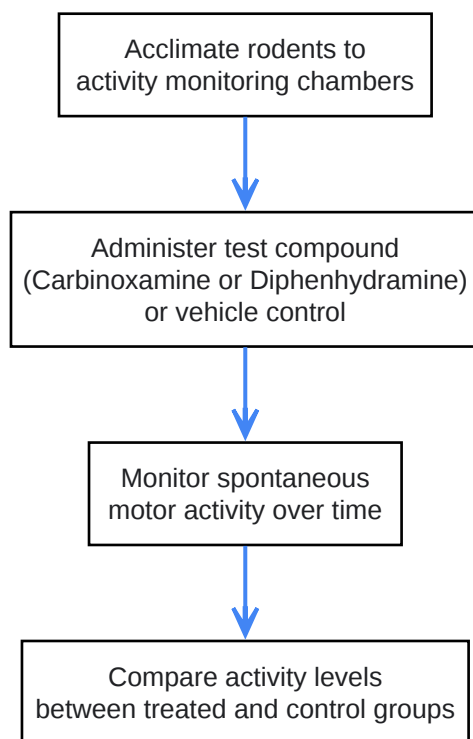 Acclimate rodents to
activity monitoring chambers
Administer test compound
(Carbinoxamine or Diphenhydramine)
or vehicle control
Monitor spontaneous
motor activity over time
Compare activity levels
between treated and control groups